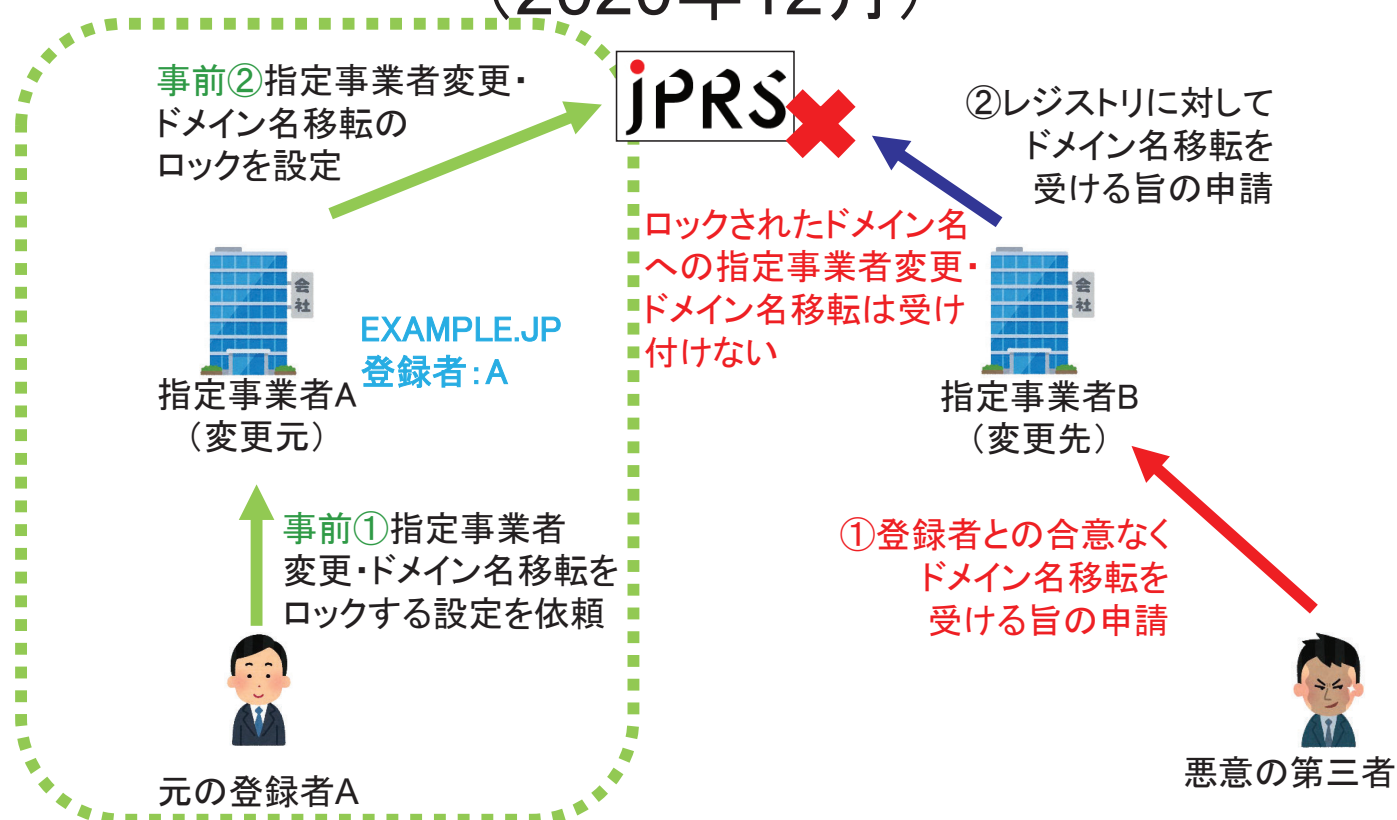 （2020年12月）
事前②指定事業者変更・
ドメイン名移転の
ロックを設定
JPRS
②レジストリに対して
ドメイン名移転を
受ける旨の申請
ロックされたドメイン名
への指定事業者変更・
ドメイン名移転は受け
付けない
会社
EXAMPLE.JP
登録者：A
指定事業者A
（変更元）
会社
指定事業者B
（変更先）
事前①指定事業者
変更・ドメイン名移転を
ロックする設定を依頼
①登録者との合意なく
ドメイン名移転を
受ける旨の申請
元の登録者A
悪意の第三者